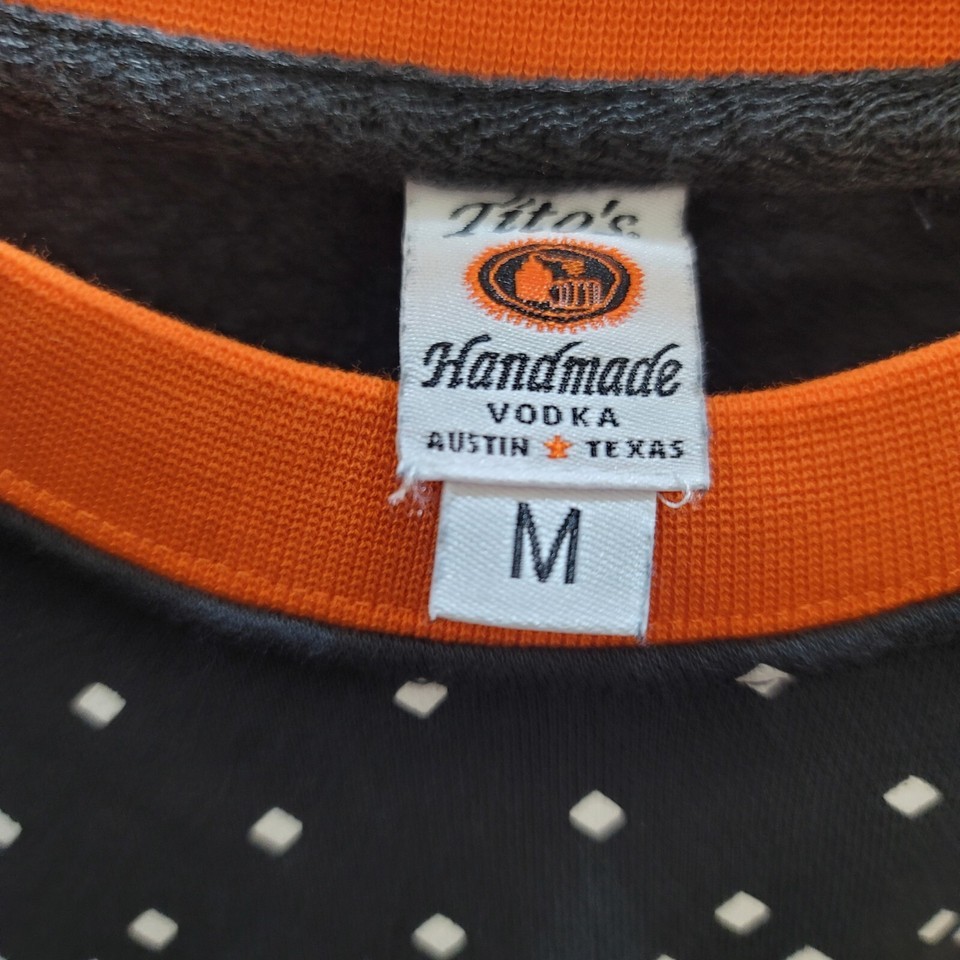 Tito's
Handmade
VODKA
AUSTIN ★ TEXAS
M